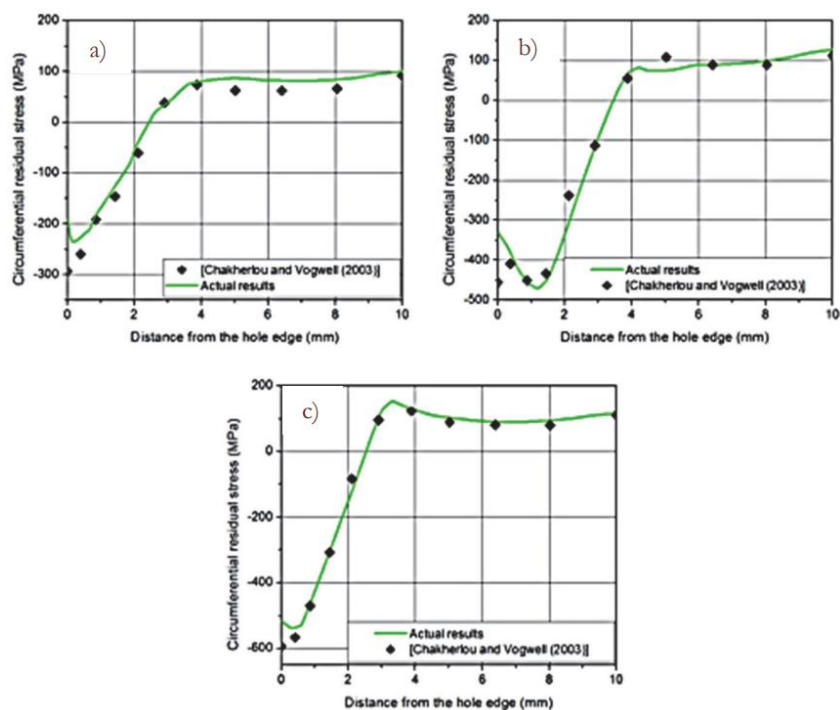 a)
200
100
0
-100
-200
-300
0 2 4 6 8 10
Circumferential residual stress (MPa)
Distance from the hole edge (mm)
[Chakherlou and Vogwell (2003)]
Actual results
b)
200
100
0
-100
-200
-300
-400
-500
0 2 4 6 8 10
Circumferential residual stress (MPa)
Distance from the hole edge (mm)
Actual results
[Chakherlou and Vogwell (2003)]
c)
200
0
-200
-400
-600
0 2 4 6 8 10
Circumferential residual stress (MPa)
Distance from the hole edge (mm)
Actual results
[Chakherlou and Vogwell (2003)]